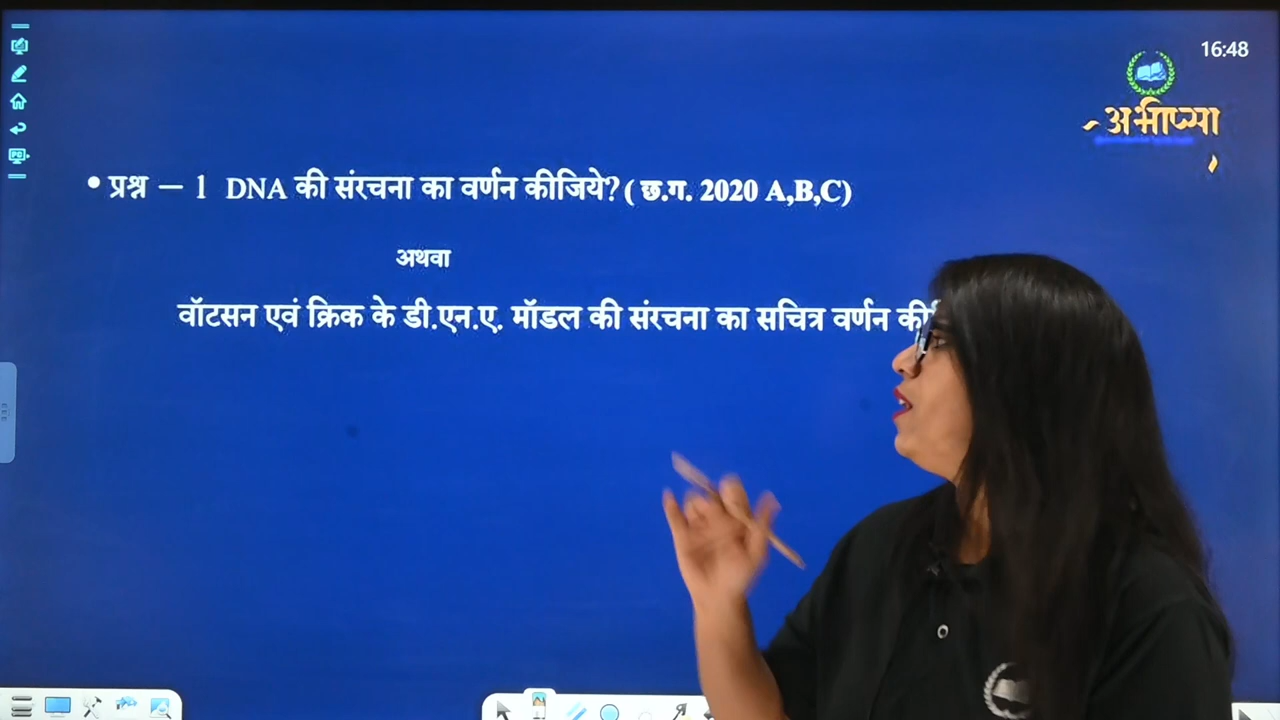 16:48
अभीप्सा
• प्रश्न – 1 DNA की संरचना का वर्णन कीजिये? ( छ.ग. 2020 A,B,C)
अथवा
वॉटसन एवं क्रिक के डी.एन.ए. मॉडल की संरचना का सचित्र वर्णन